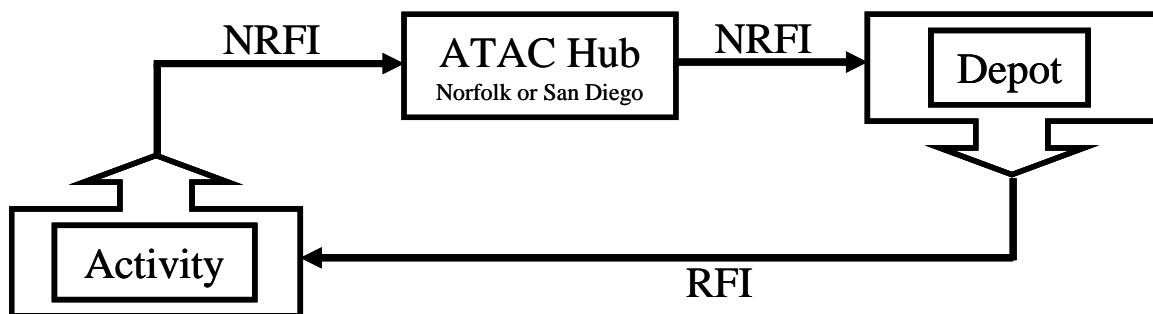 NRFI
ATAC Hub
Norfolk or San Diego
NRFI
Depot
Activity
RFI